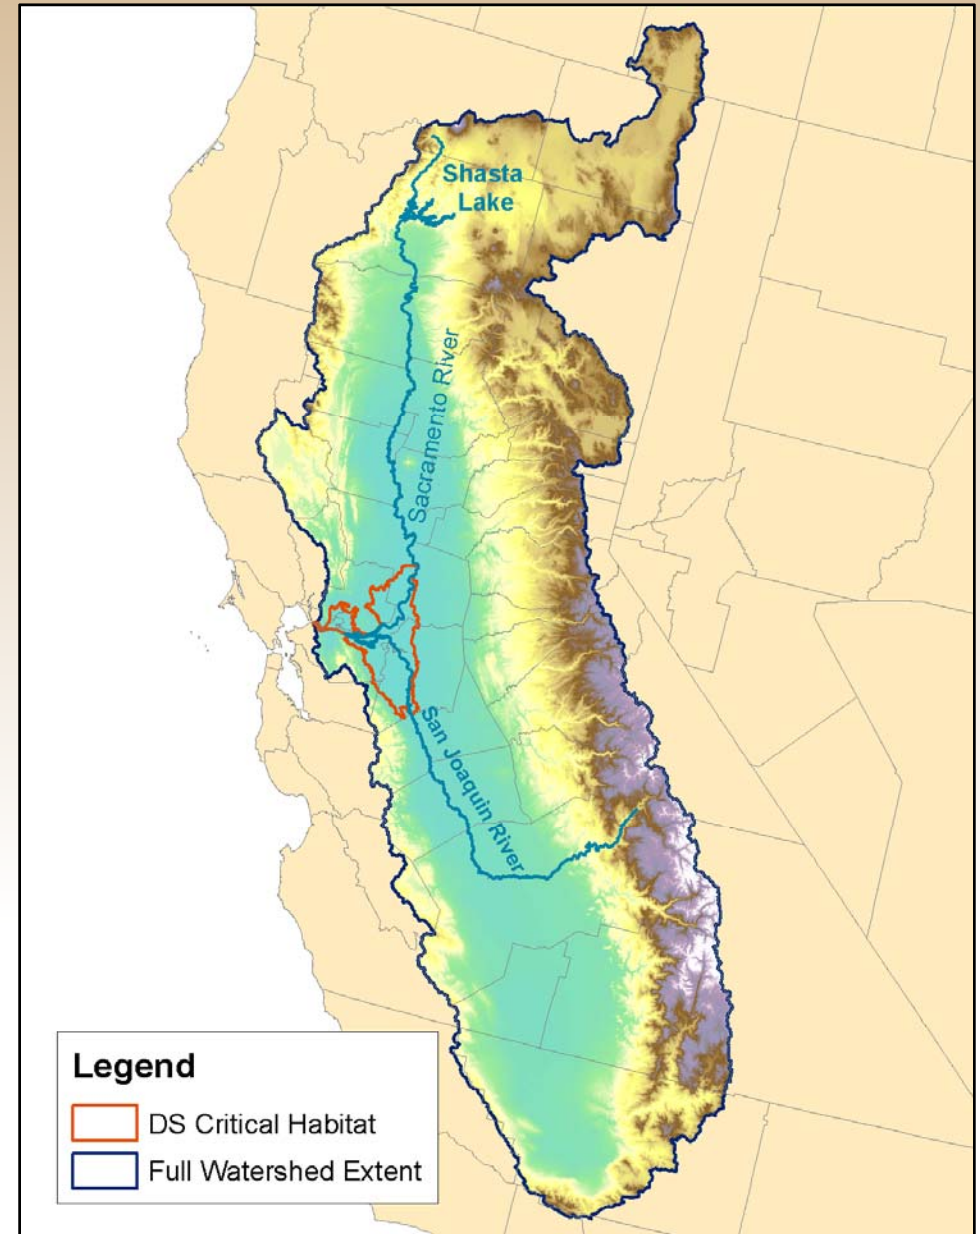 Shasta
Lake
Sacramento River
San Joaquin River
Legend
DS Critical Habitat
Full Watershed Extent